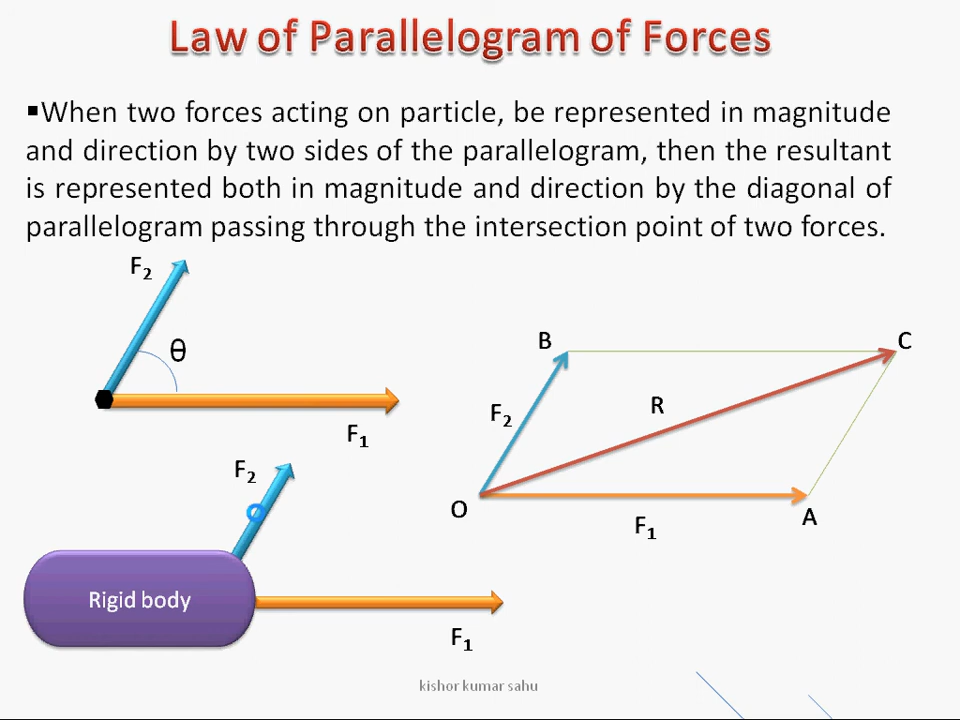 Law of Parallelogram of Forces
▪When two forces acting on particle, be represented in magnitude
and direction by two sides of the parallelogram, then the resultant
is represented both in magnitude and direction by the diagonal of
parallelogram passing through the intersection point of two forces.
F₂
θ
F₁
B
C
F₂
R
O
F₁
A
F₂
Rigid body
F₁
kishor kumar sahu